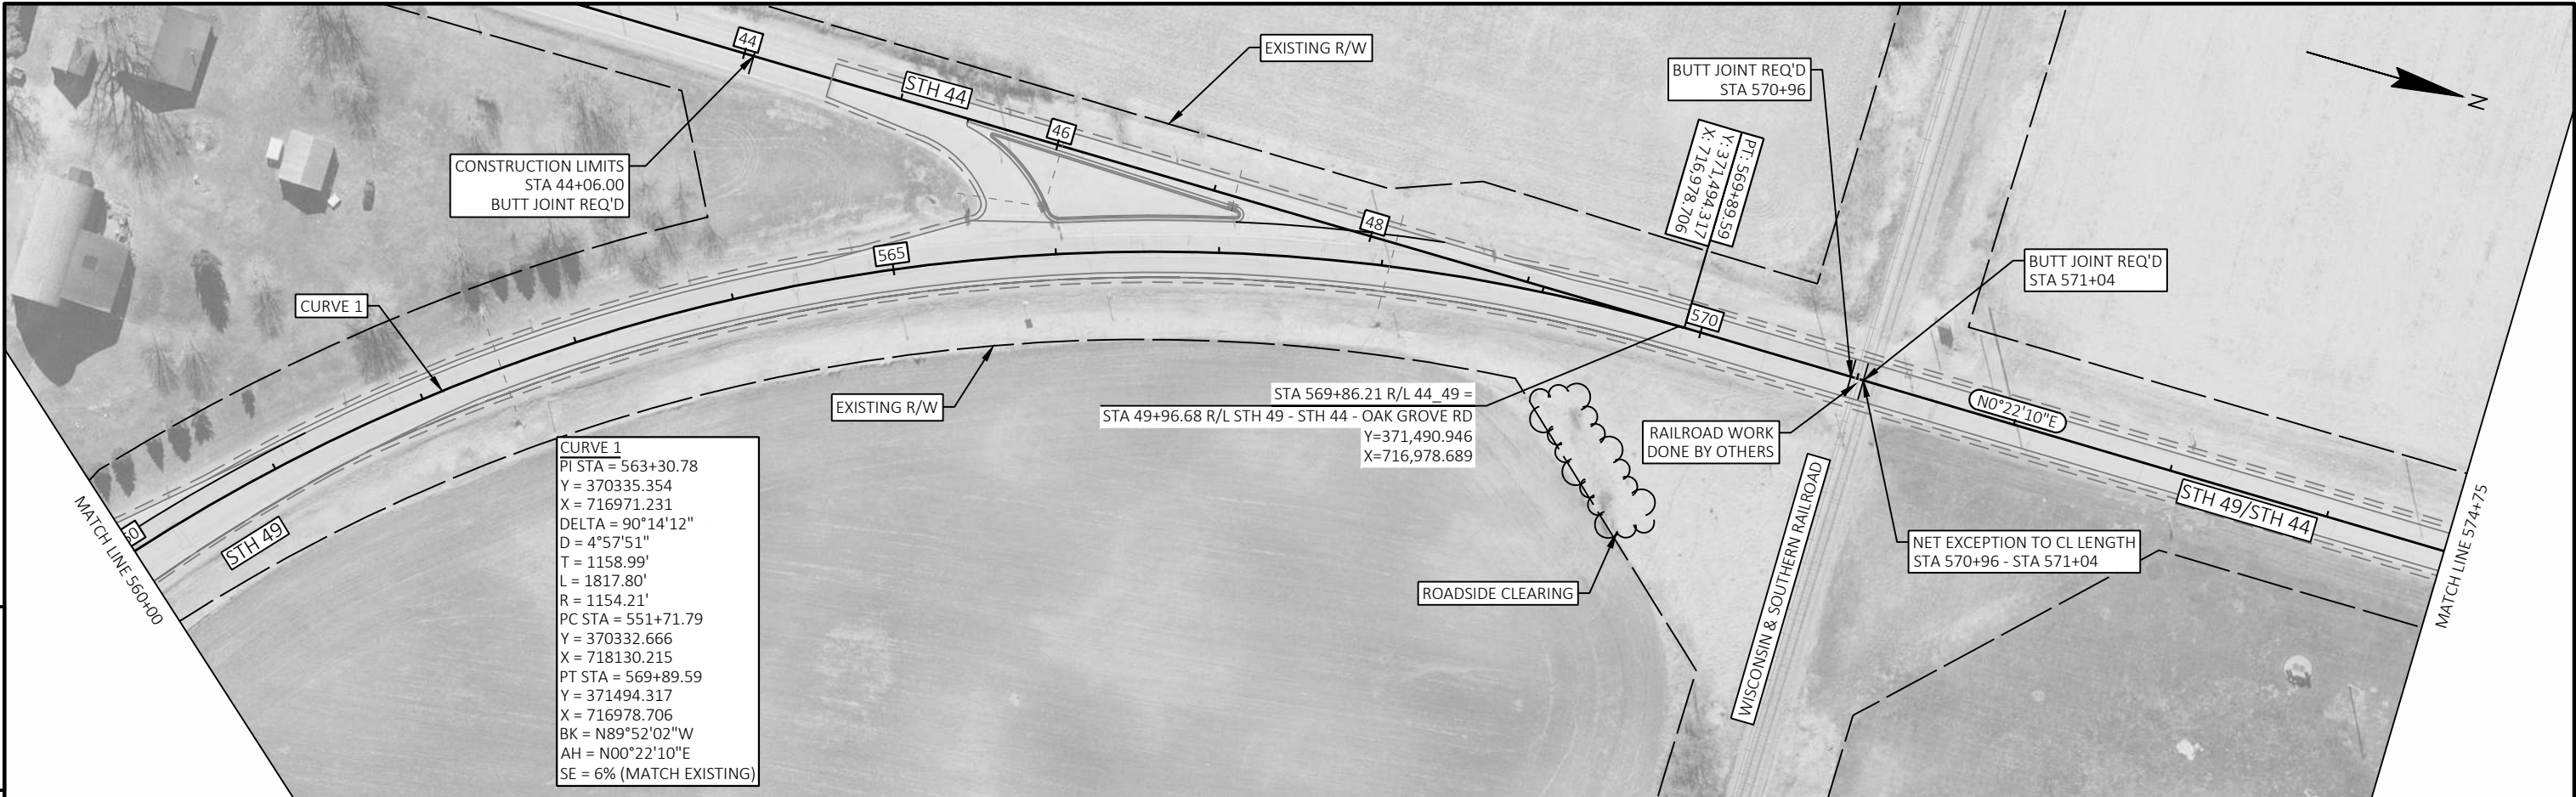 44
STH 44
46
EXISTING R/W
BUTT JOINT REQ'D
STA 570+96
N
CONSTRUCTION LIMITS
STA 44+06.00
BUTT JOINT REQ'D
PT: 569+89.59
Y: 371,494.317
X: 716,978.706
48
565
CURVE 1
BUTT JOINT REQ'D
STA 571+04
570
EXISTING R/W
STA 569+86.21 R/L 44_49 =
STA 49+96.68 R/L STH 49 - STH 44 - OAK GROVE RD
Y=371,490.946
X=716,978.689
N0°22'10"E
RAILROAD WORK
DONE BY OTHERS
CURVE 1
PI STA = 563+30.78
Y = 370335.354
X = 716971.231
DELTA = 90°14'12"
D = 4°57'51"
T = 1158.99'
L = 1817.80'
R = 1154.21'
PC STA = 551+71.79
Y = 370332.666
X = 718130.215
PT STA = 569+89.59
Y = 371494.317
X = 716978.706
BK = N89°52'02"W
AH = N00°22'10"E
SE = 6% (MATCH EXISTING)
STH 49/STH 44
MATCH LINE 560+00
STH 49
WISCONSIN & SOUTHERN RAILROAD
NET EXCEPTION TO CL LENGTH
STA 570+96 - STA 571+04
MATCH LINE 574+75
ROADSIDE CLEARING